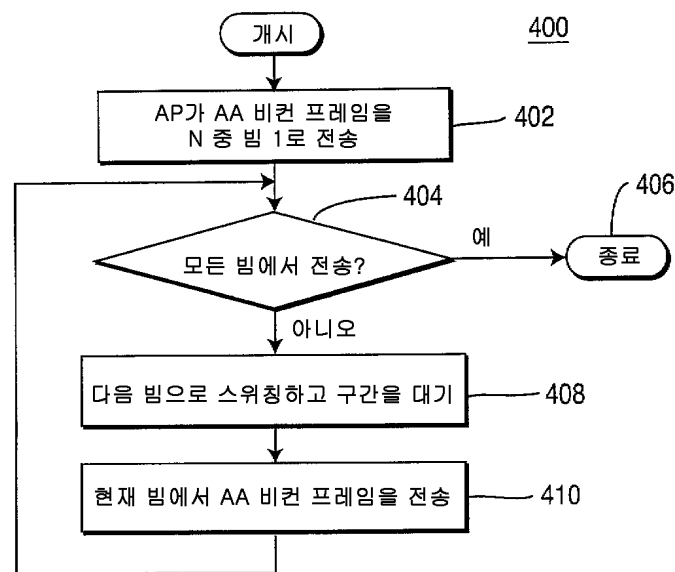 개시
400
AP가 AA 비컨 프레임을
N 중 빔 1로 전송
402
404
406
모든 빔에서 전송?
예
종료
아니오
다음 빔으로 스위칭하고 구간을 대기
408
현재 빔에서 AA 비컨 프레임을 전송
410